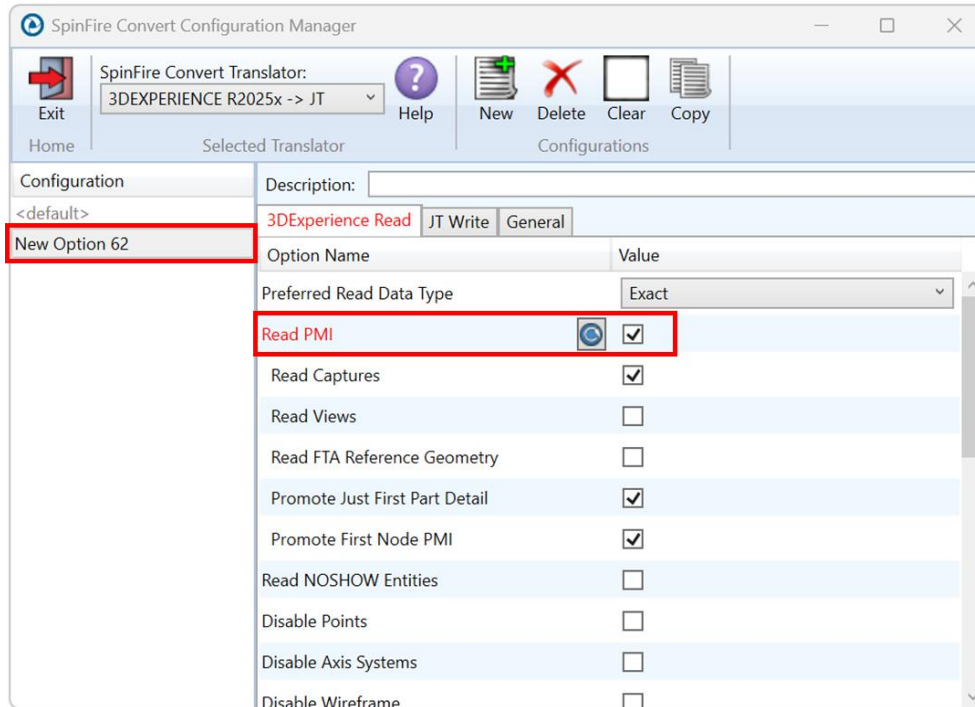 SpinFire Convert Configuration Manager
SpinFire Convert Translator:
3DEXPERIENCE R2025x -> JT
Exit
Help
New
Delete
Clear
Copy
Home
Selected Translator
Configurations
Configuration
Description:
<default>
New Option 62
3DExperience Read
JT Write
General
Option Name
Value
Preferred Read Data Type
Exact
Read PMI
Read Captures
Read Views
Read FTA Reference Geometry
Promote Just First Part Detail
Promote First Node PMI
Read NOSHOW Entities
Disable Points
Disable Axis Systems
Disable Wireframe